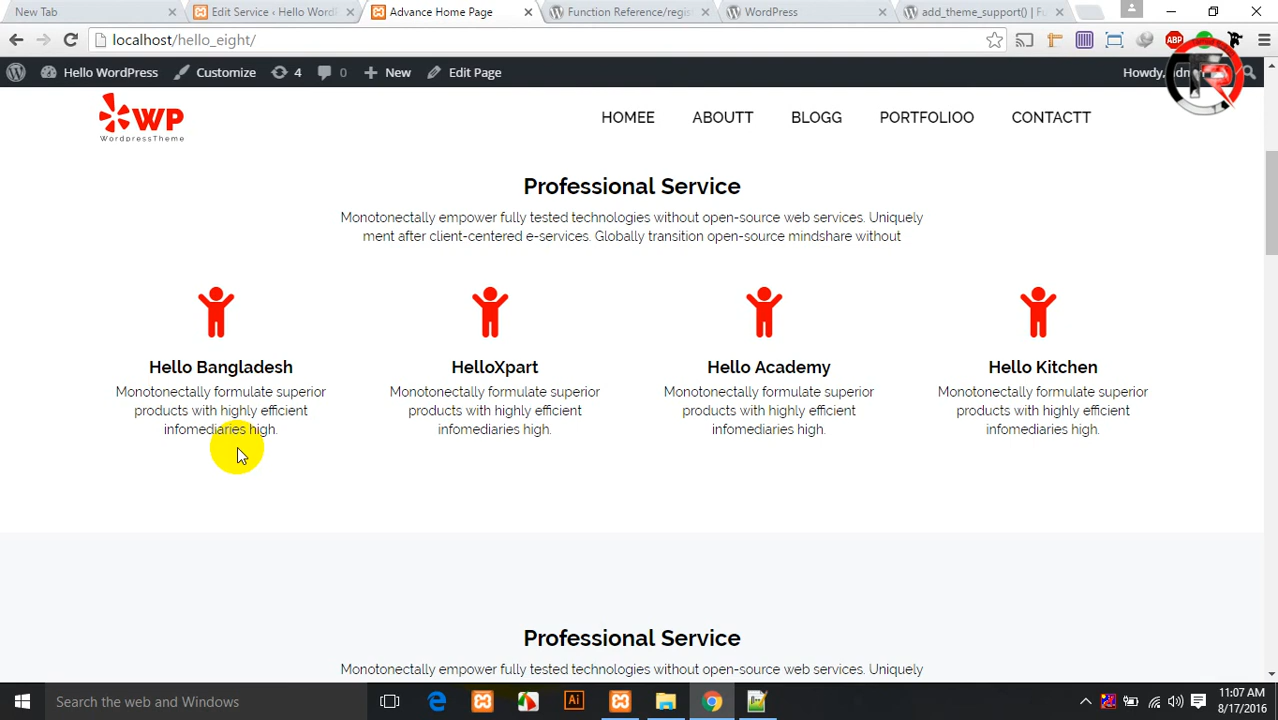 New Tab
Edit Service ‹ Hello WordP
Advance Home Page
Function Reference/regis
WordPress
add_theme_support() | Fu
localhost/hello_eight/
ABP
Hello WordPress
Customize
4
0
New
Edit Page
Howdy,
WP
WordpressTheme
HOMEE
ABOUTT
BLOGG
PORTFOLIOO
CONTACTT
Professional Service
Monotonectally empower fully tested technologies without open-source web services. Uniquely
ment after client-centered e-services. Globally transition open-source mindshare without
Hello Bangladesh
Monotonectally formulate superior
products with highly efficient
infomediaries high.
HelloXpart
Monotonectally formulate superior
products with highly efficient
infomediaries high.
Hello Academy
Monotonectally formulate superior
products with highly efficient
infomediaries high.
Hello Kitchen
Monotonectally formulate superior
products with highly efficient
infomediaries high.
Professional Service
Monotonectally empower fully tested technologies without open-source web services. Uniquely
Search the web and Windows
Ai
11:07 AM
8/17/2016